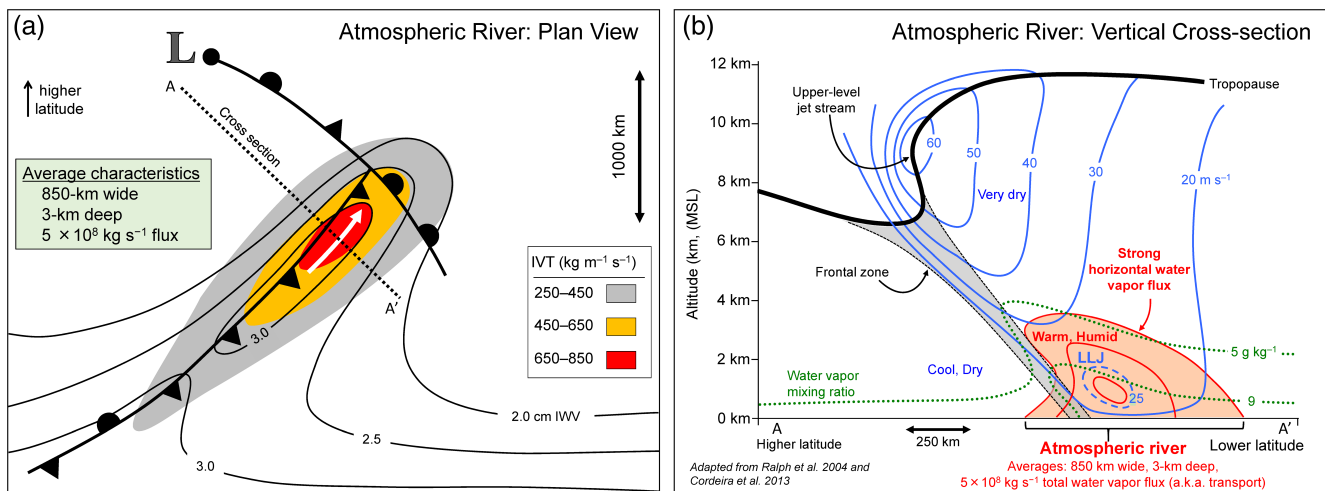 (a)
Atmospheric River: Plan View
L
A
higher
latitude
Cross section
1000 km
Average characteristics
850-km wide
3-km deep
5 × 10⁸ kg s⁻¹ flux
A'
IVT (kg m⁻¹ s⁻¹)
250–450
450–650
650–850
3.0
2.0 cm IWV
2.5
3.0
(b)
Atmospheric River: Vertical Cross-section
12 km
10 km
8 km
6 km
4 km
2 km
0 km
Altitude (km, (MSL)
Upper-level
jet stream
Tropopause
60
50
40
30
20 m s⁻¹
Very dry
Frontal zone
Strong
horizontal water
vapor flux
Warm, Humid
LLJ
25
5 g kg⁻¹
9
Water vapor
mixing ratio
Cool, Dry
A
A'
Higher latitude
250 km
Lower latitude
Atmospheric river
Averages: 850 km wide, 3-km deep,
5 × 10⁸ kg s⁻¹ total water vapor flux (a.k.a. transport)
Adapted from Ralph et al. 2004 and
Cordeira et al. 2013